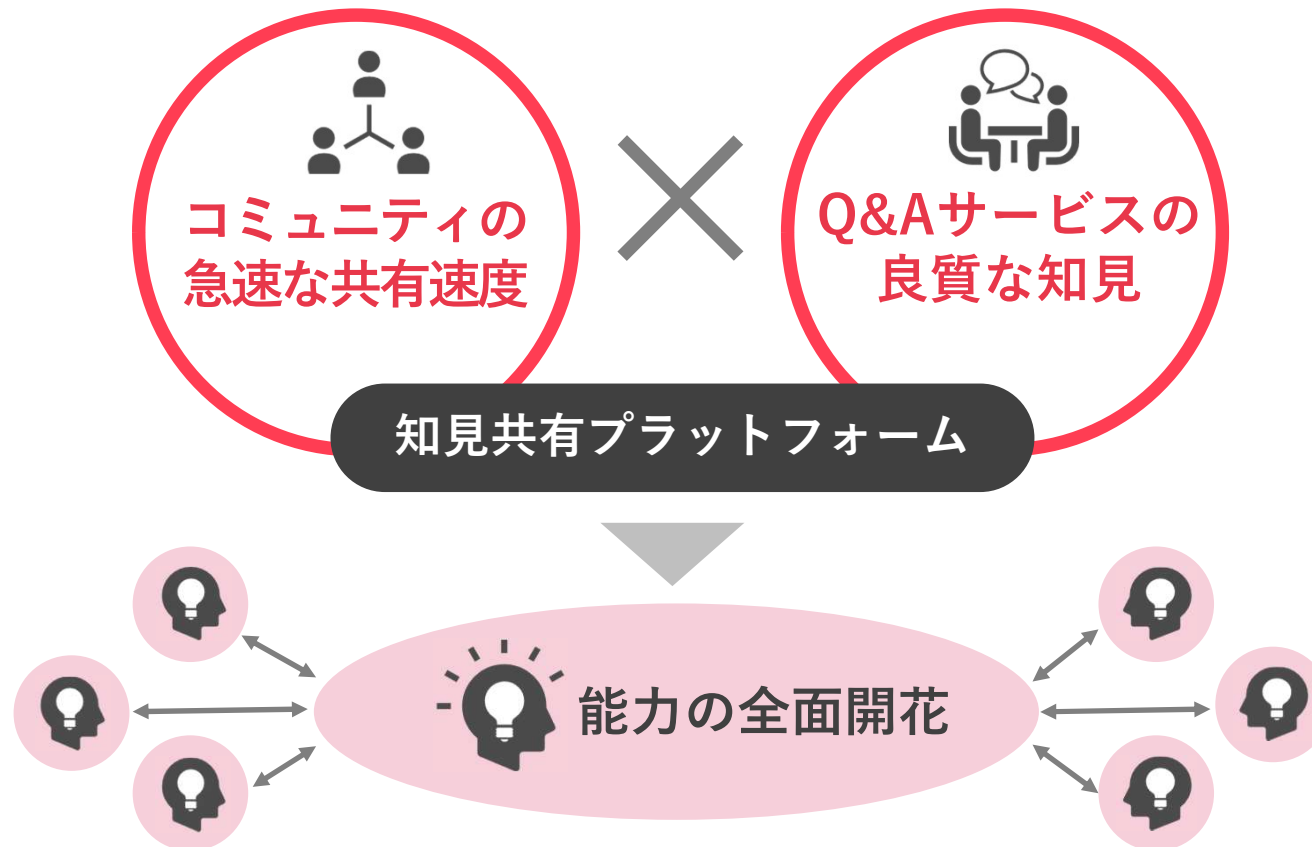 コミュニティの
急速な共有速度
Q&Aサービスの
良質な知見
知見共有プラットフォーム
能力の全面開花